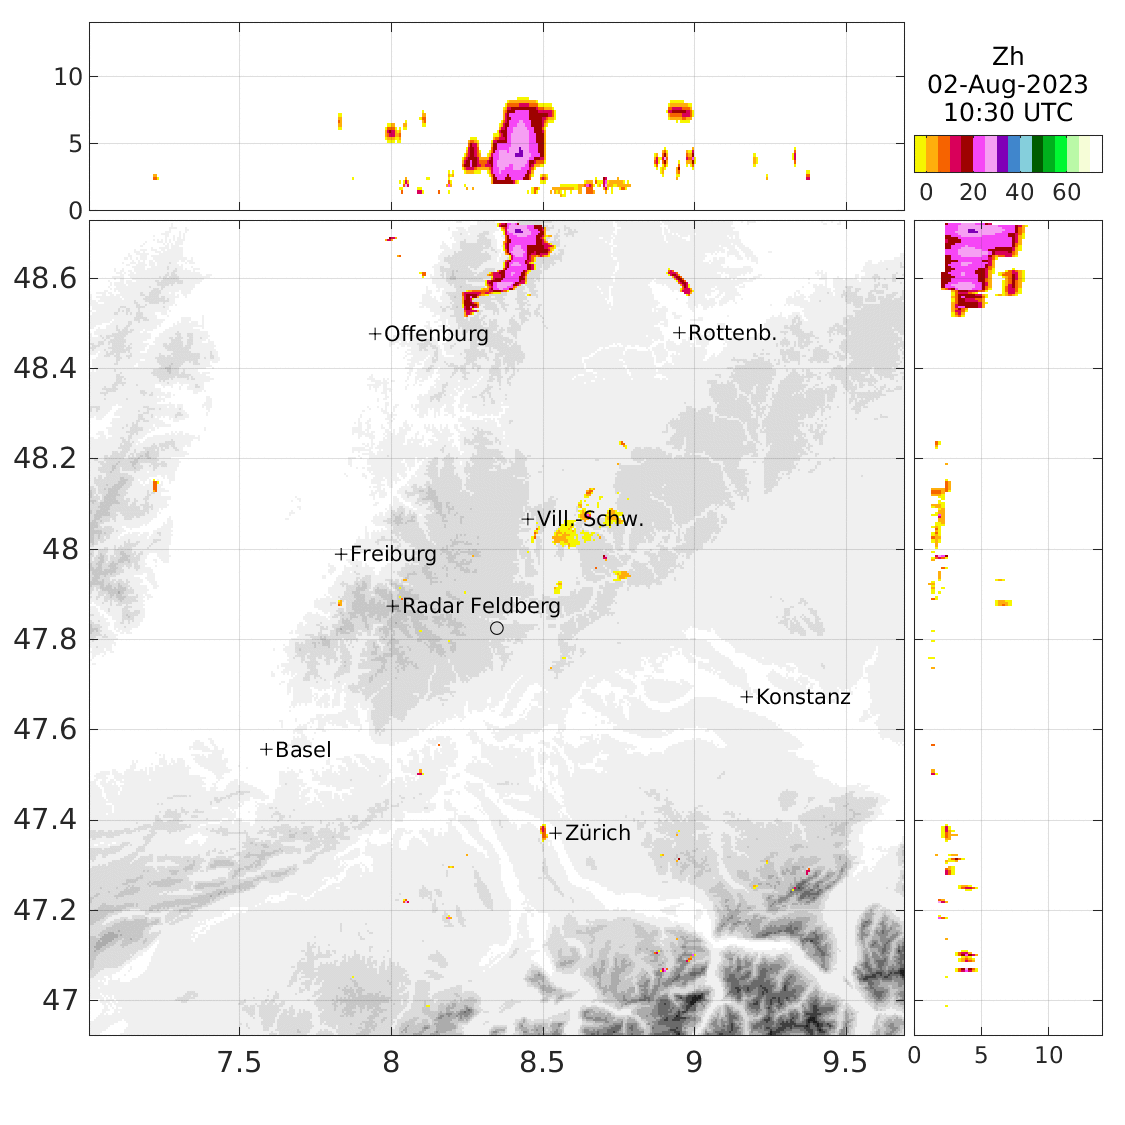 10
5
0
Zh
02-Aug-2023
10:30 UTC
0 20 40 60
48.6
48.4
48.2
48
47.8
47.6
47.4
47.2
47
+Offenburg
+Rottenb.
+Vill.-Schw.
+Freiburg
+Radar Feldberg
+Konstanz
+Basel
+Zürich
7.5 8 8.5 9 9.5
0 5 10